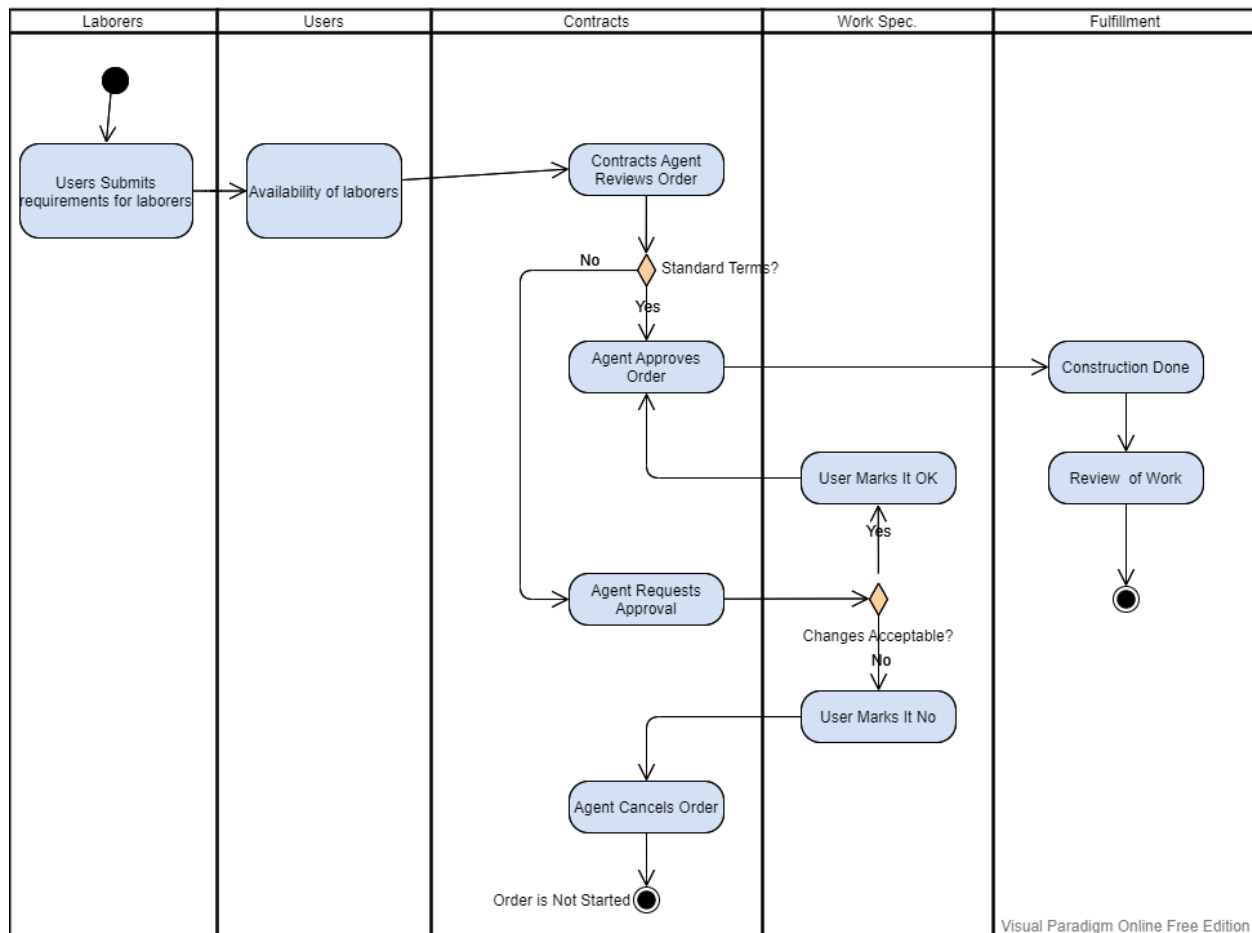 Laborers
Users
Contracts
Work Spec.
Fulfillment
Users Submits
requirements for laborers
Availability of laborers
Contracts Agent
Reviews Order
No
Standard Terms?
Yes
Agent Approves
Order
Construction Done
User Marks It OK
Review of Work
Yes
Agent Requests
Approval
Changes Acceptable?
No
User Marks It No
Agent Cancels Order
Order is Not Started
Visual Paradigm Online Free Edition